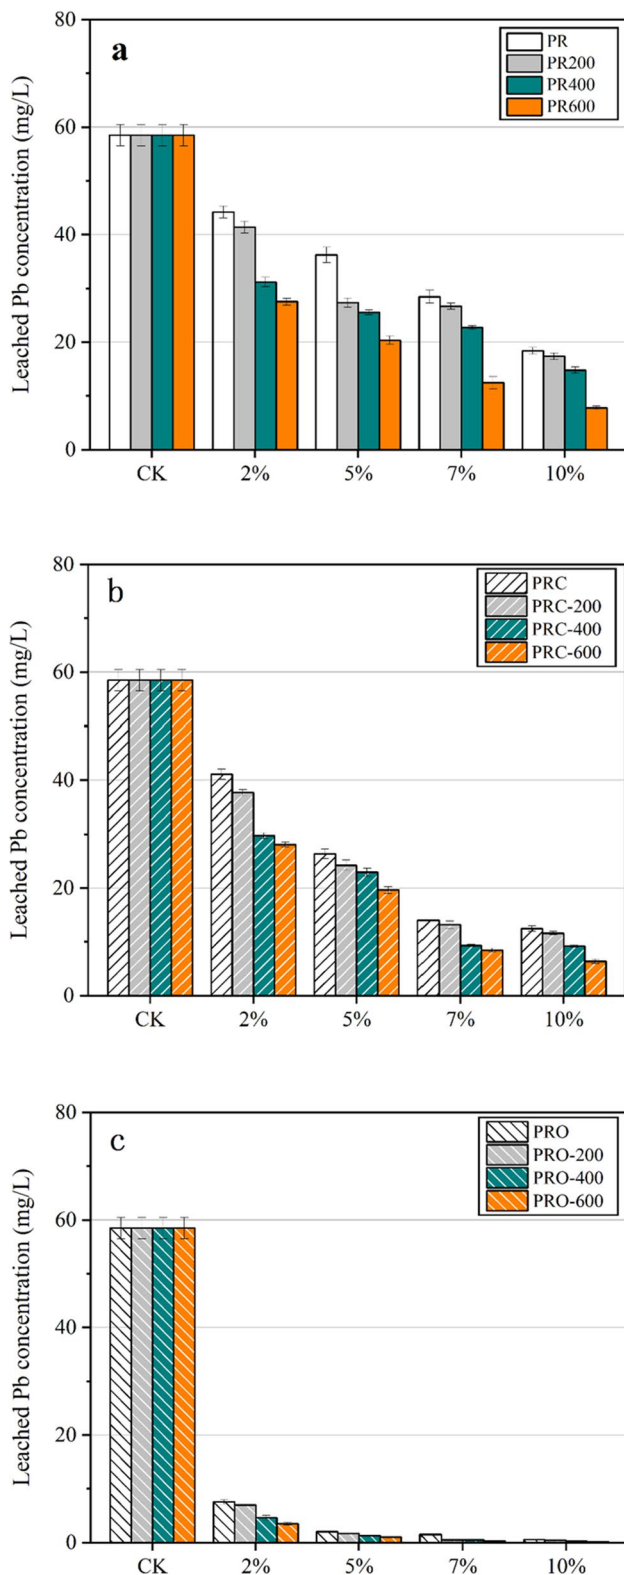 a
PR
PR200
PR400
PR600
Leached Pb concentration (mg/L)
80
60
40
20
0
CK 2% 5% 7% 10%
b
PRC
PRC-200
PRC-400
PRC-600
Leached Pb concentration (mg/L)
80
60
40
20
0
CK 2% 5% 7% 10%
c
PRO
PRO-200
PRO-400
PRO-600
Leached Pb concentration (mg/L)
80
60
40
20
0
CK 2% 5% 7% 10%